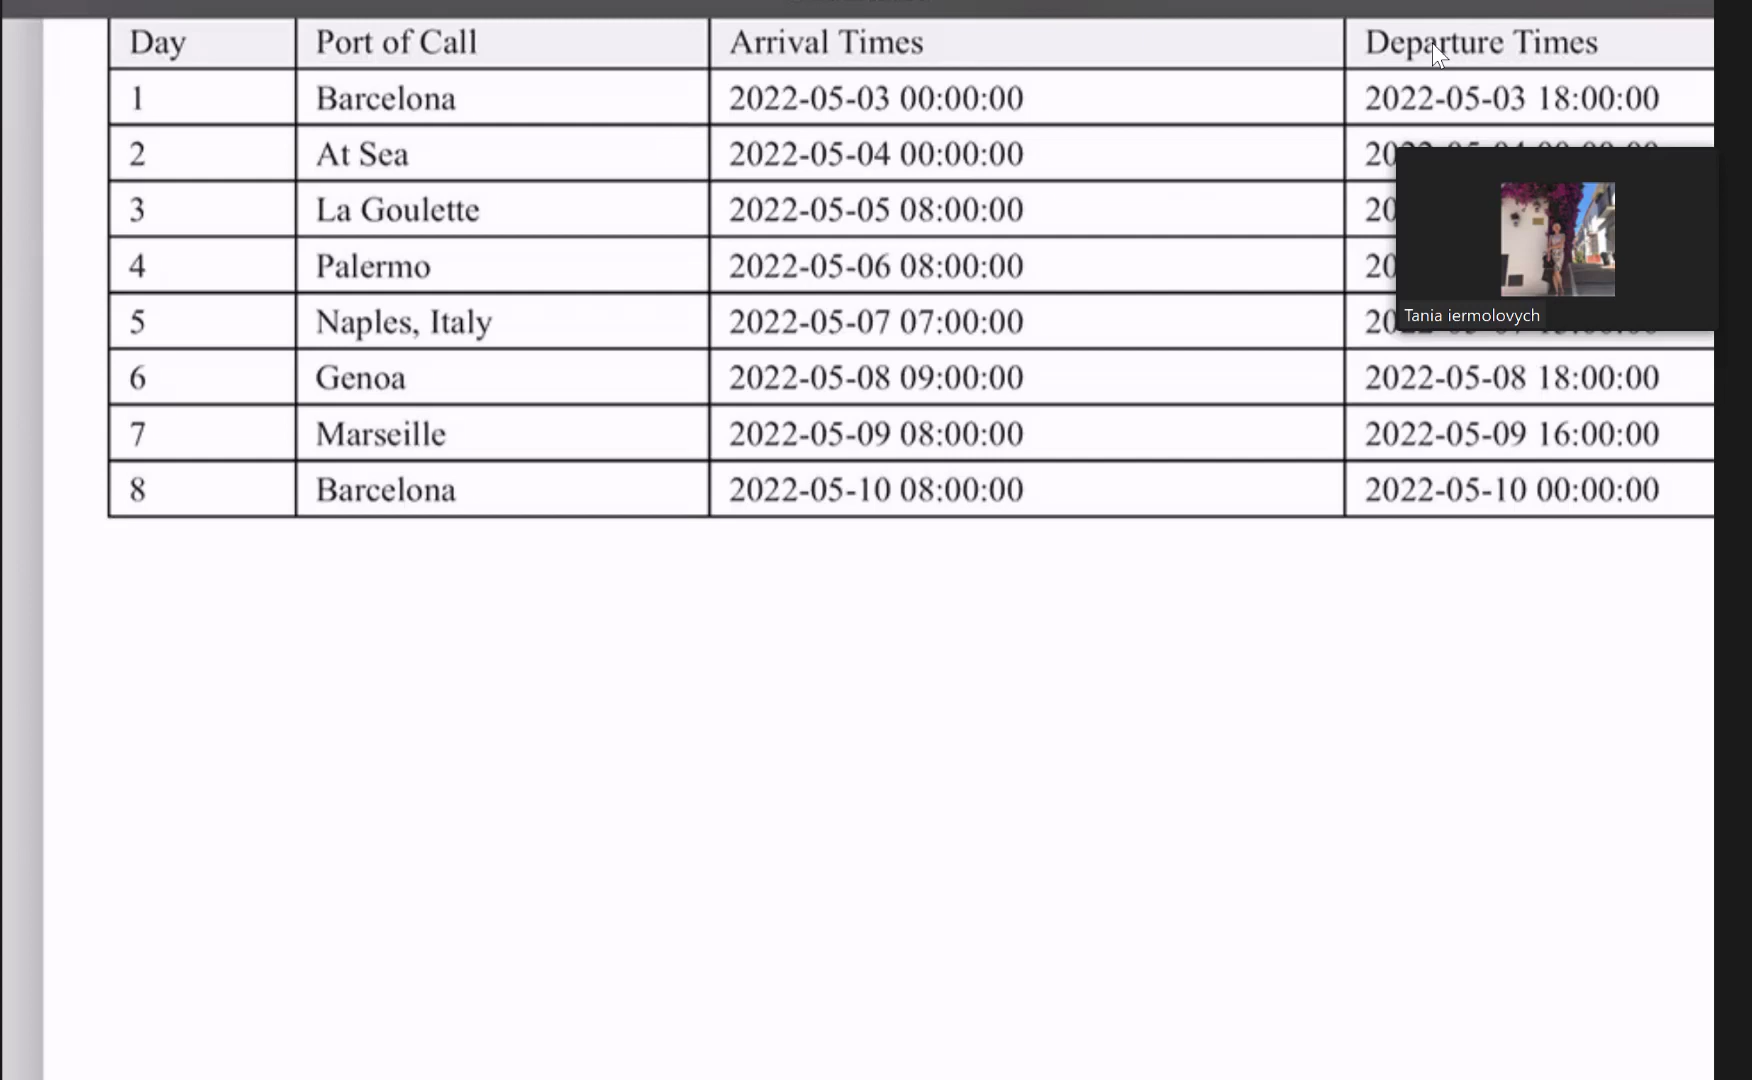 Day Port of Call Arrival Times Departure Times
1 Barcelona 2022-05-03 00:00:00 2022-05-03 18:00:00
2 At Sea 2022-05-04 00:00:00
3 La Goulette 2022-05-05 08:00:00
4 Palermo 2022-05-06 08:00:00
5 Naples, Italy 2022-05-07 07:00:00
Tania iermolovych
6 Genoa 2022-05-08 09:00:00 2022-05-08 18:00:00
7 Marseille 2022-05-09 08:00:00 2022-05-09 16:00:00
8 Barcelona 2022-05-10 08:00:00 2022-05-10 00:00:00